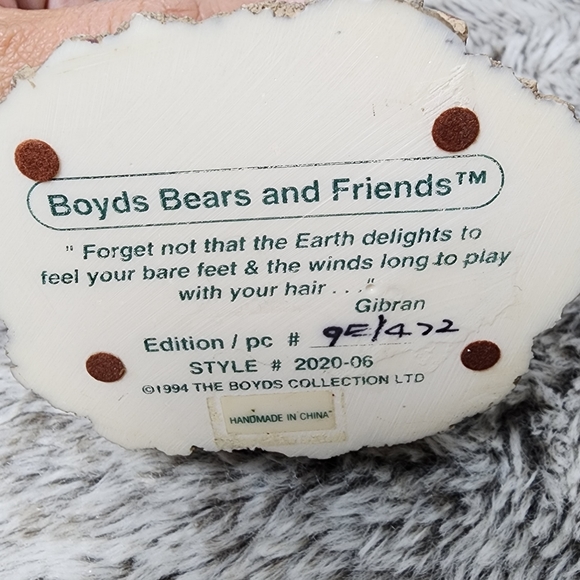 Boyds Bears and Friends™
" Forget not that the Earth delights to
feel your bare feet & the winds long to play
with your hair . . ."
Gibran
Edition / pc # 9E/1472
STYLE # 2020-06
©1994 THE BOYDS COLLECTION LTD
HANDMADE IN CHINA